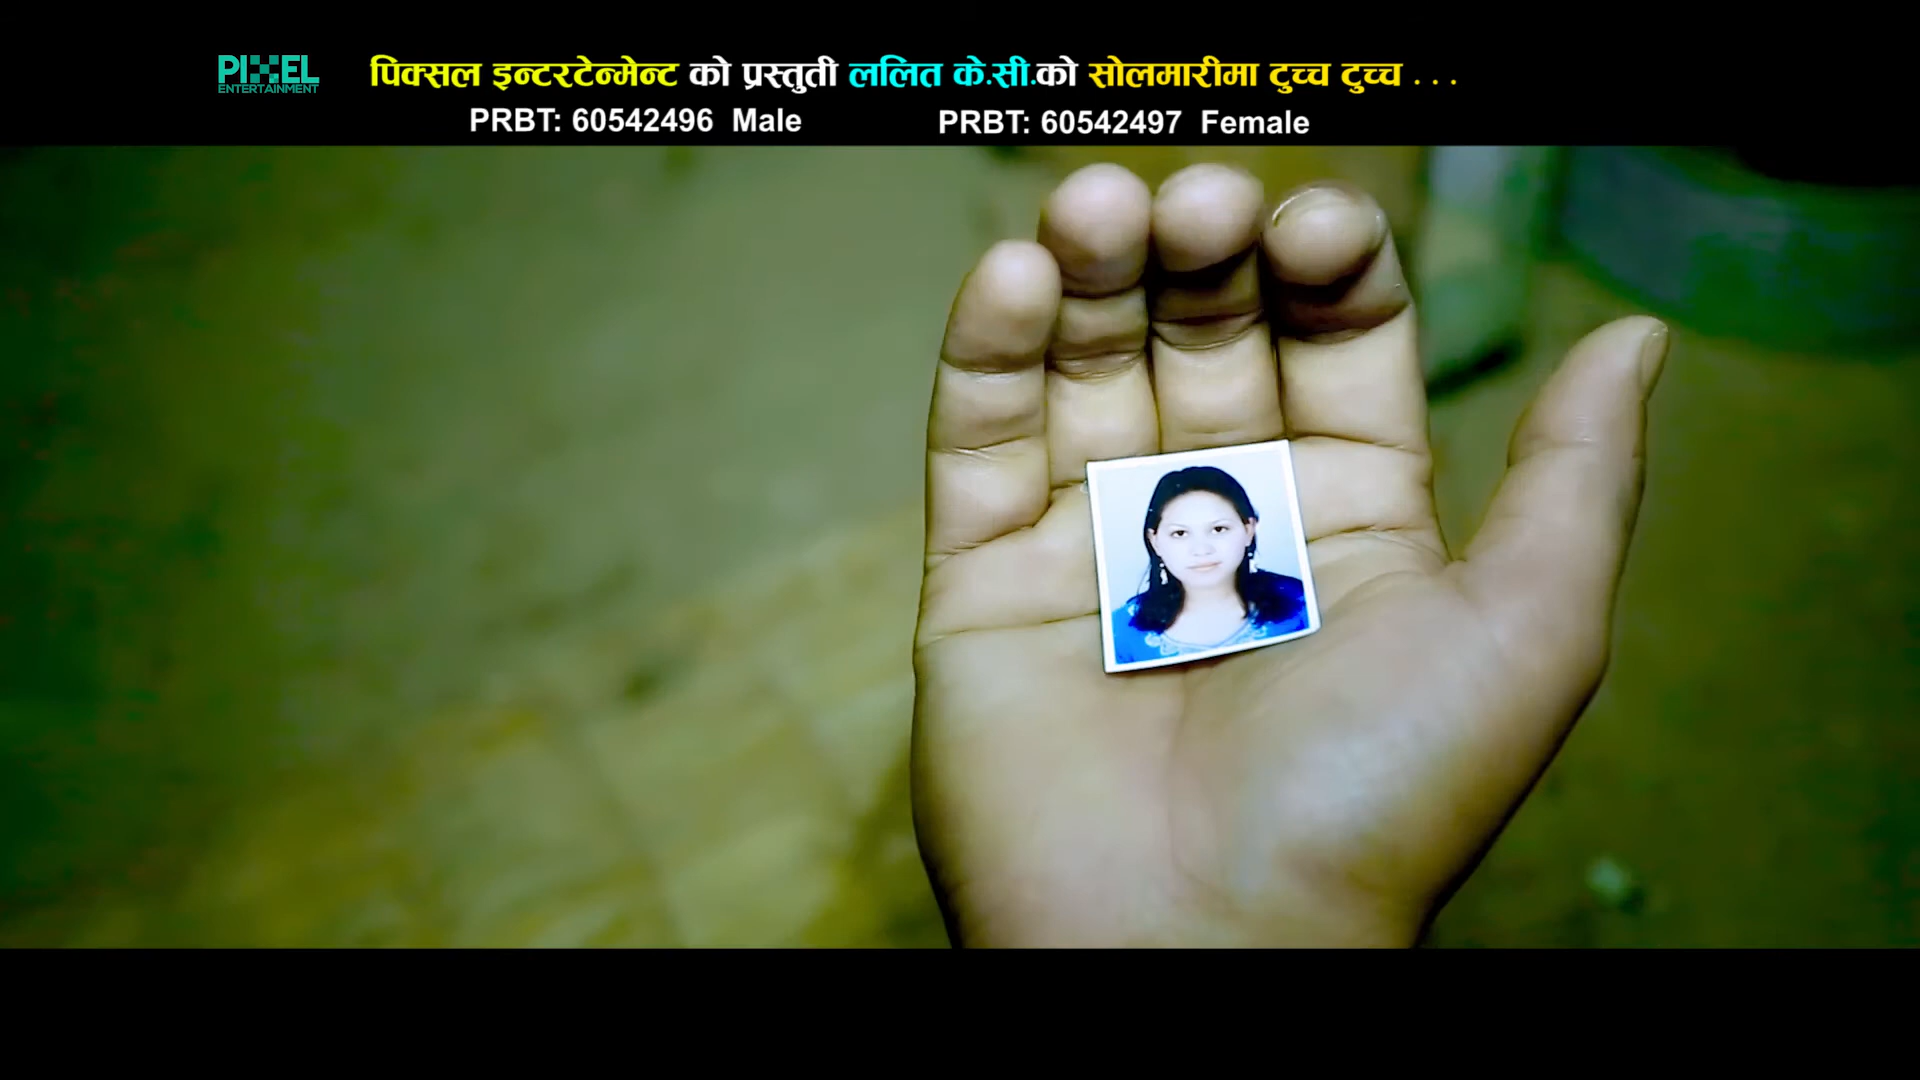 PIXEL
ENTERTAINMENT
पिक्सल इन्टरटेन्मेन्ट को प्रस्तुती ललित के.सी.को सोलमारीमा टुच्च टुच्च . . .
PRBT: 60542496 Male PRBT: 60542497 Female